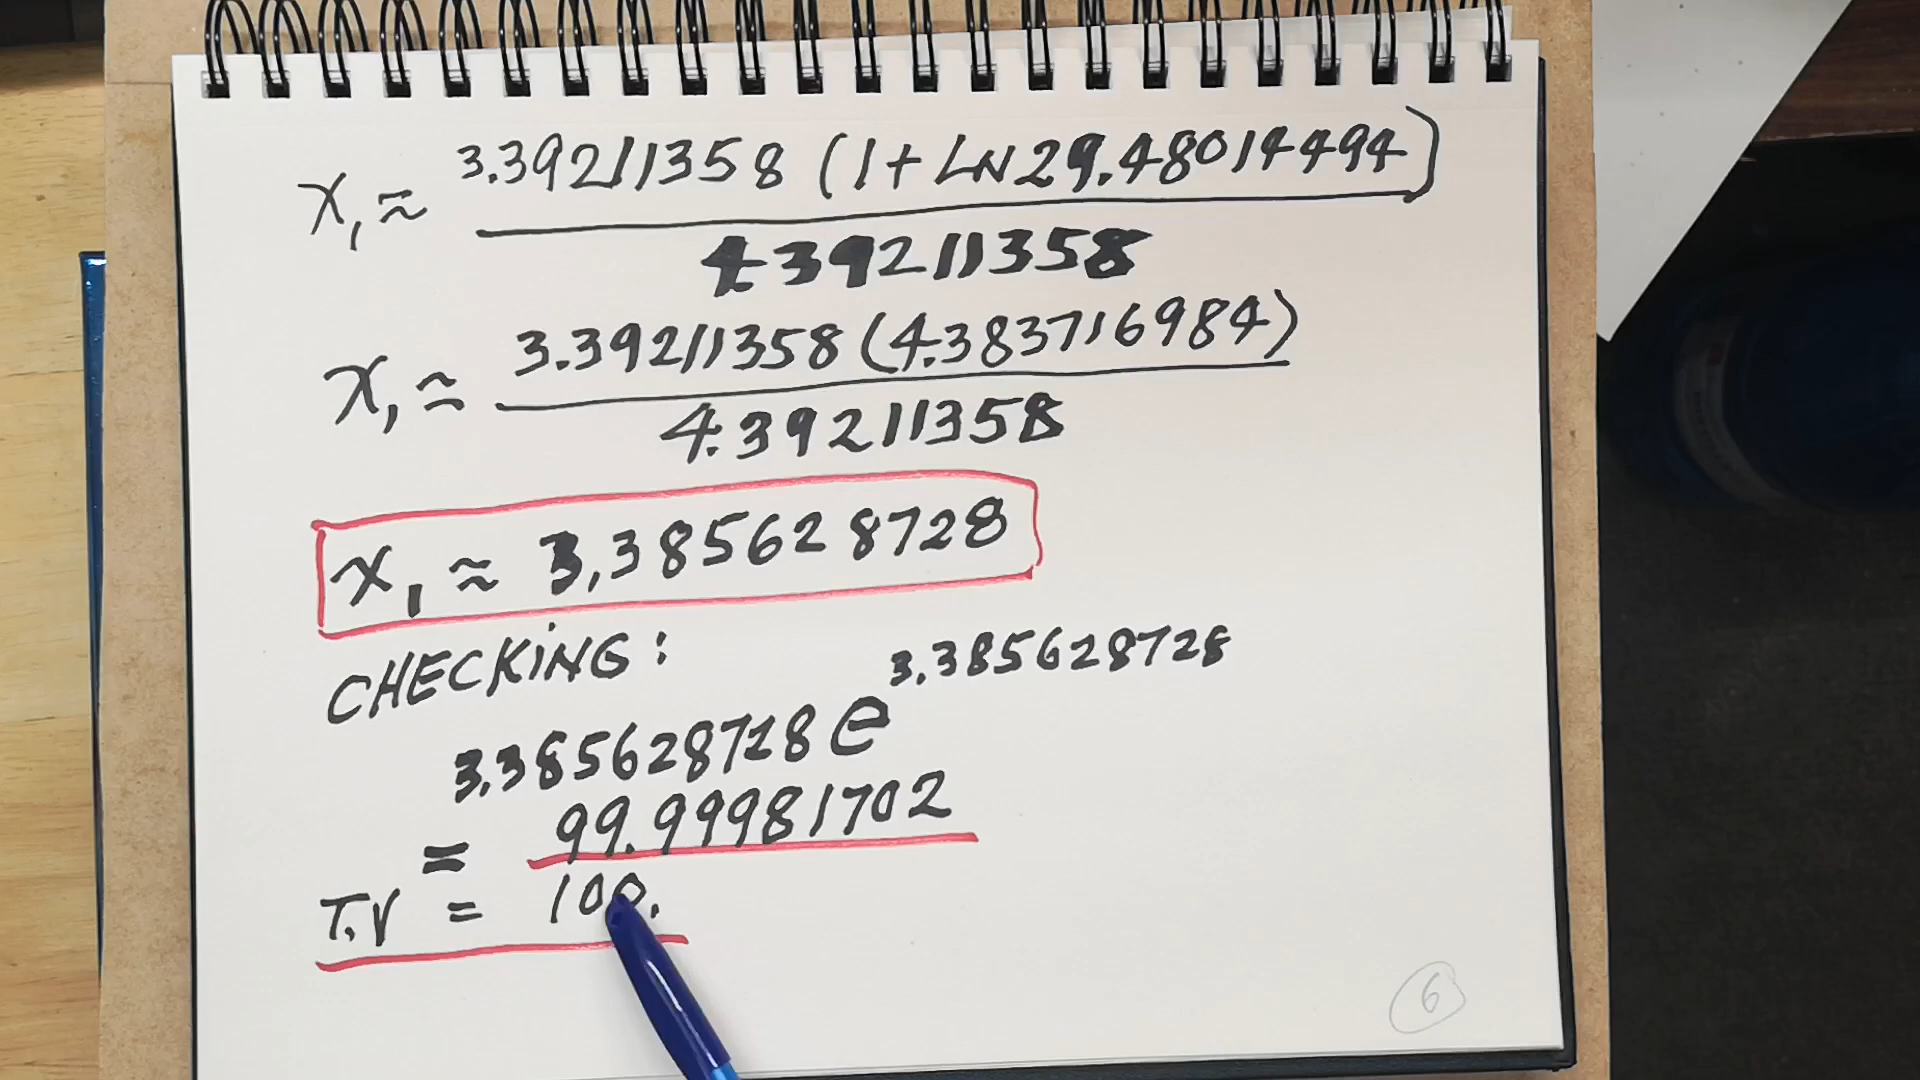 x₁ ≈ 3.39211358 (1 + LN 29.48014494)
4.39211358
x₁ ≈ 3.39211358 (4.383716984)
4.39211358
x₁ ≈ 3,385628728
CHECKING:
3.385628728 e^3.385628728
= 99.99981702
T.V = 100.
6